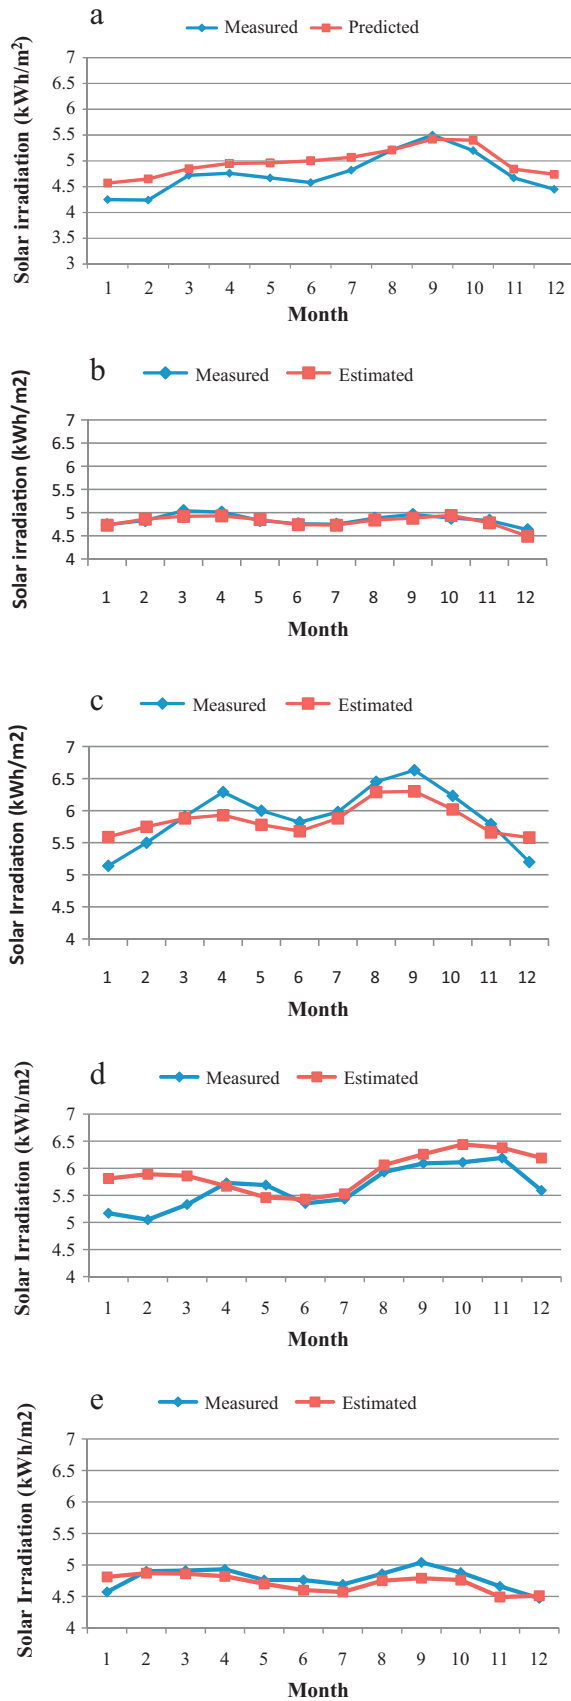 a
Measured Predicted
Solar irradiation (kWh/m²)
7
6.5
6
5.5
5
4.5
4
3.5
3
1 2 3 4 5 6 7 8 9 10 11 12
Month
b
Measured Estimated
Solar irradiation (kWh/m2)
7
6.5
6
5.5
5
4.5
4
1 2 3 4 5 6 7 8 9 10 11 12
Month
c
Measured Estimated
Solar Irradiation (kWh/m2)
7
6.5
6
5.5
5
4.5
4
1 2 3 4 5 6 7 8 9 10 11 12
Month
d
Measured Estimated
Solar Irradiation (kWh/m2)
7
6.5
6
5.5
5
4.5
4
1 2 3 4 5 6 7 8 9 10 11 12
Month
e
Measured Estimated
Solar Irradiation (kWh/m2)
7
6.5
6
5.5
5
4.5
4
1 2 3 4 5 6 7 8 9 10 11 12
Month